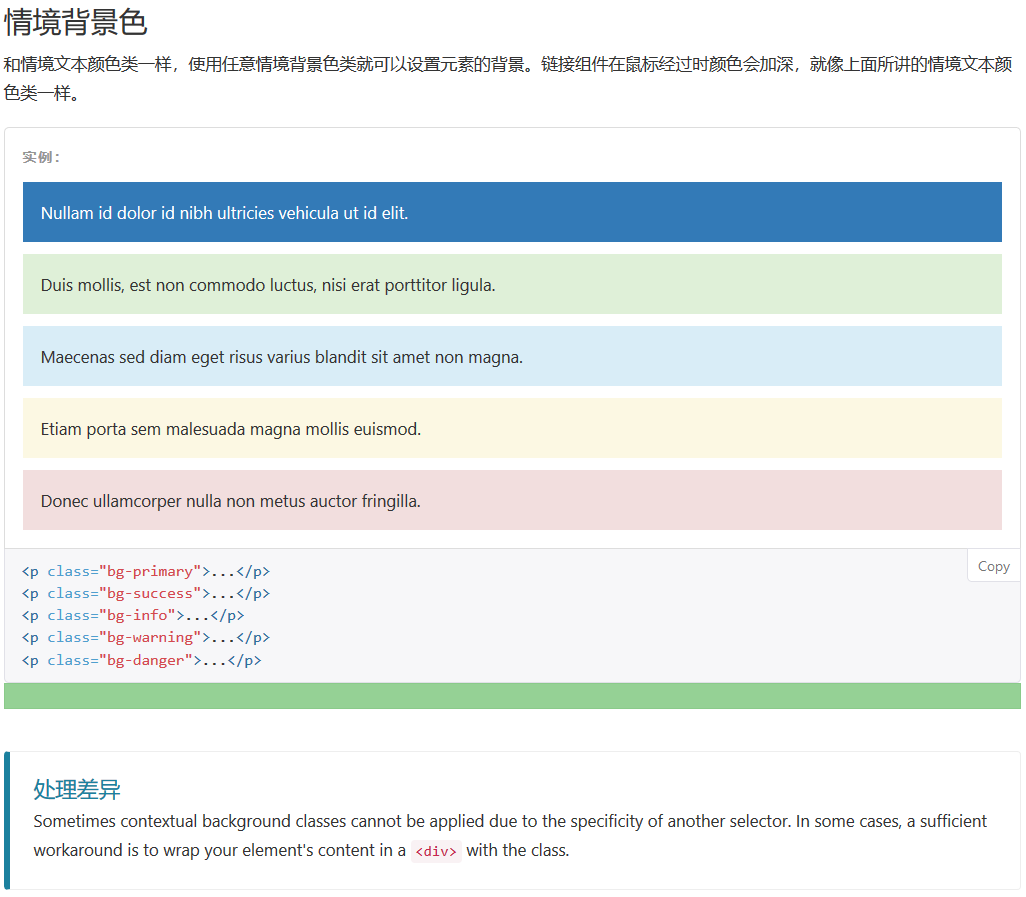 情境背景色
和情境文本颜色类一样，使用任意情境背景色类就可以设置元素的背景。链接组件在鼠标经过时颜色会加深，就像上面所讲的情境文本颜
色类一样。
实例：
Nullam id dolor id nibh ultricies vehicula ut id elit.
Duis mollis, est non commodo luctus, nisi erat porttitor ligula.
Maecenas sed diam eget risus varius blandit sit amet non magna.
Etiam porta sem malesuada magna mollis euismod.
Donec ullamcorper nulla non metus auctor fringilla.
Copy
<p class="bg-primary">...</p>
<p class="bg-success">...</p>
<p class="bg-info">...</p>
<p class="bg-warning">...</p>
<p class="bg-danger">...</p>
处理差异
Sometimes contextual background classes cannot be applied due to the specificity of another selector. In some cases, a sufficient
workaround is to wrap your element's content in a <div> with the class.